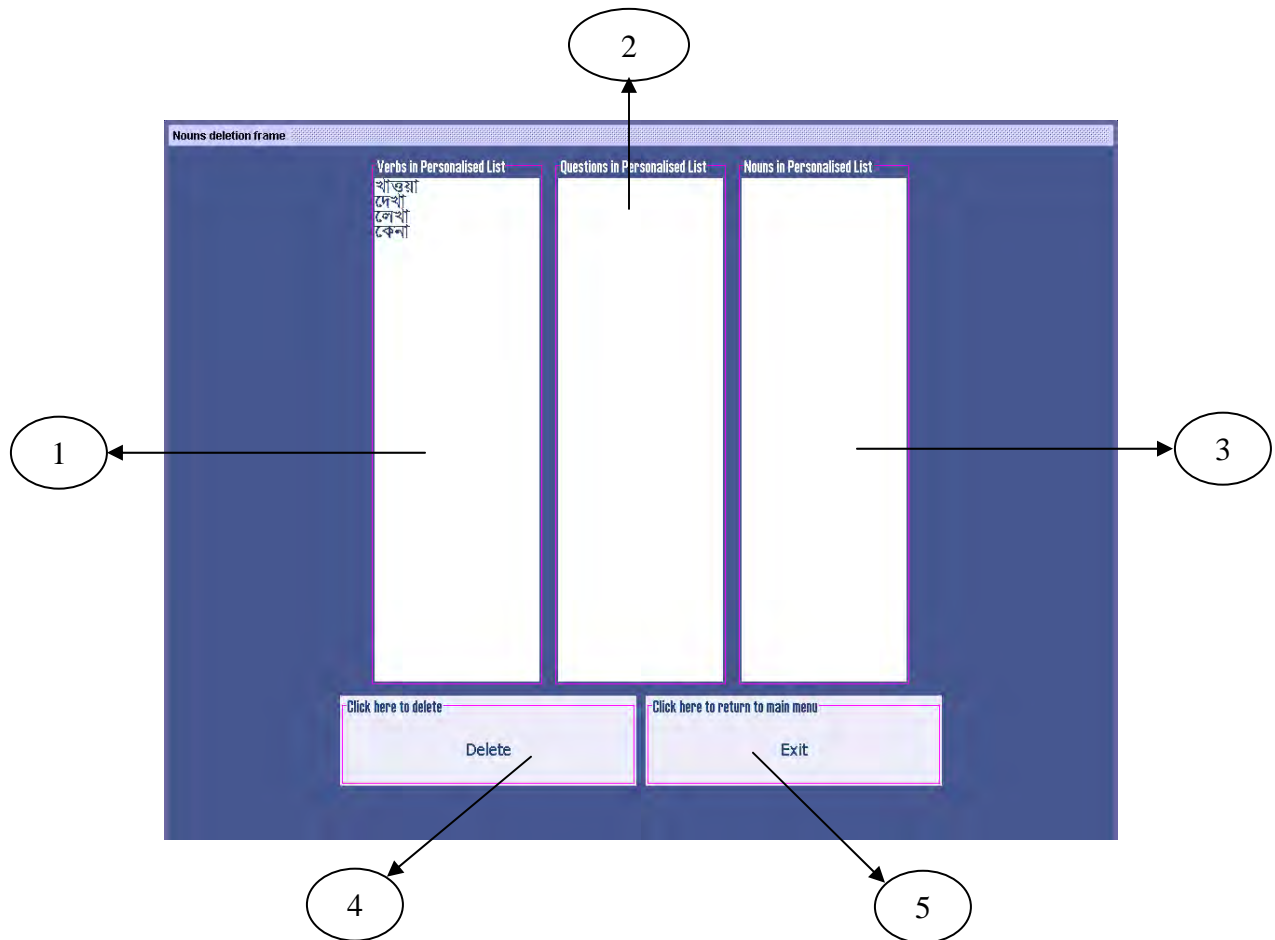 2
Nouns deletion frame
Verbs in Personalised List
Questions in Personalised List
Nouns in Personalised List
খাওয়া
দেখা
লেখা
কেনা
1
3
Click here to delete
Click here to return to main menu
Delete
Exit
4
5